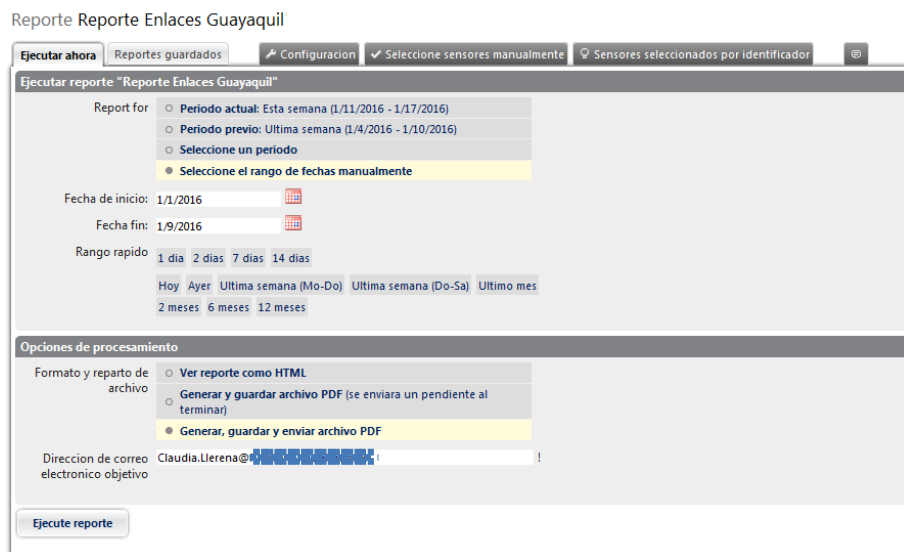 Reporte Reporte Enlaces Guayaquil
Ejecutar ahora Reportes guardados Configuracion Seleccione sensores manualmente Sensores seleccionados por identificador
Ejecutar reporte "Reporte Enlaces Guayaquil"
Report for
Periodo actual: Esta semana (1/11/2016 - 1/17/2016)
Periodo previo: Ultima semana (1/4/2016 - 1/10/2016)
Seleccione un periodo
Seleccione el rango de fechas manualmente
Fecha de inicio: 1/1/2016
Fecha fin: 1/9/2016
Rango rapido 1 dia 2 dias 7 dias 14 dias
Hoy Ayer Ultima semana (Mo-Do) Ultima semana (Do-Sa) Ultimo mes
2 meses 6 meses 12 meses
Opciones de procesamiento
Formato y reparto de
archivo
Ver reporte como HTML
Generar y guardar archivo PDF (se enviara un pendiente al
terminar)
Generar, guardar y enviar archivo PDF
Direccion de correo
electronico objetivo
Claudia.Llerena@ !
Ejecute reporte